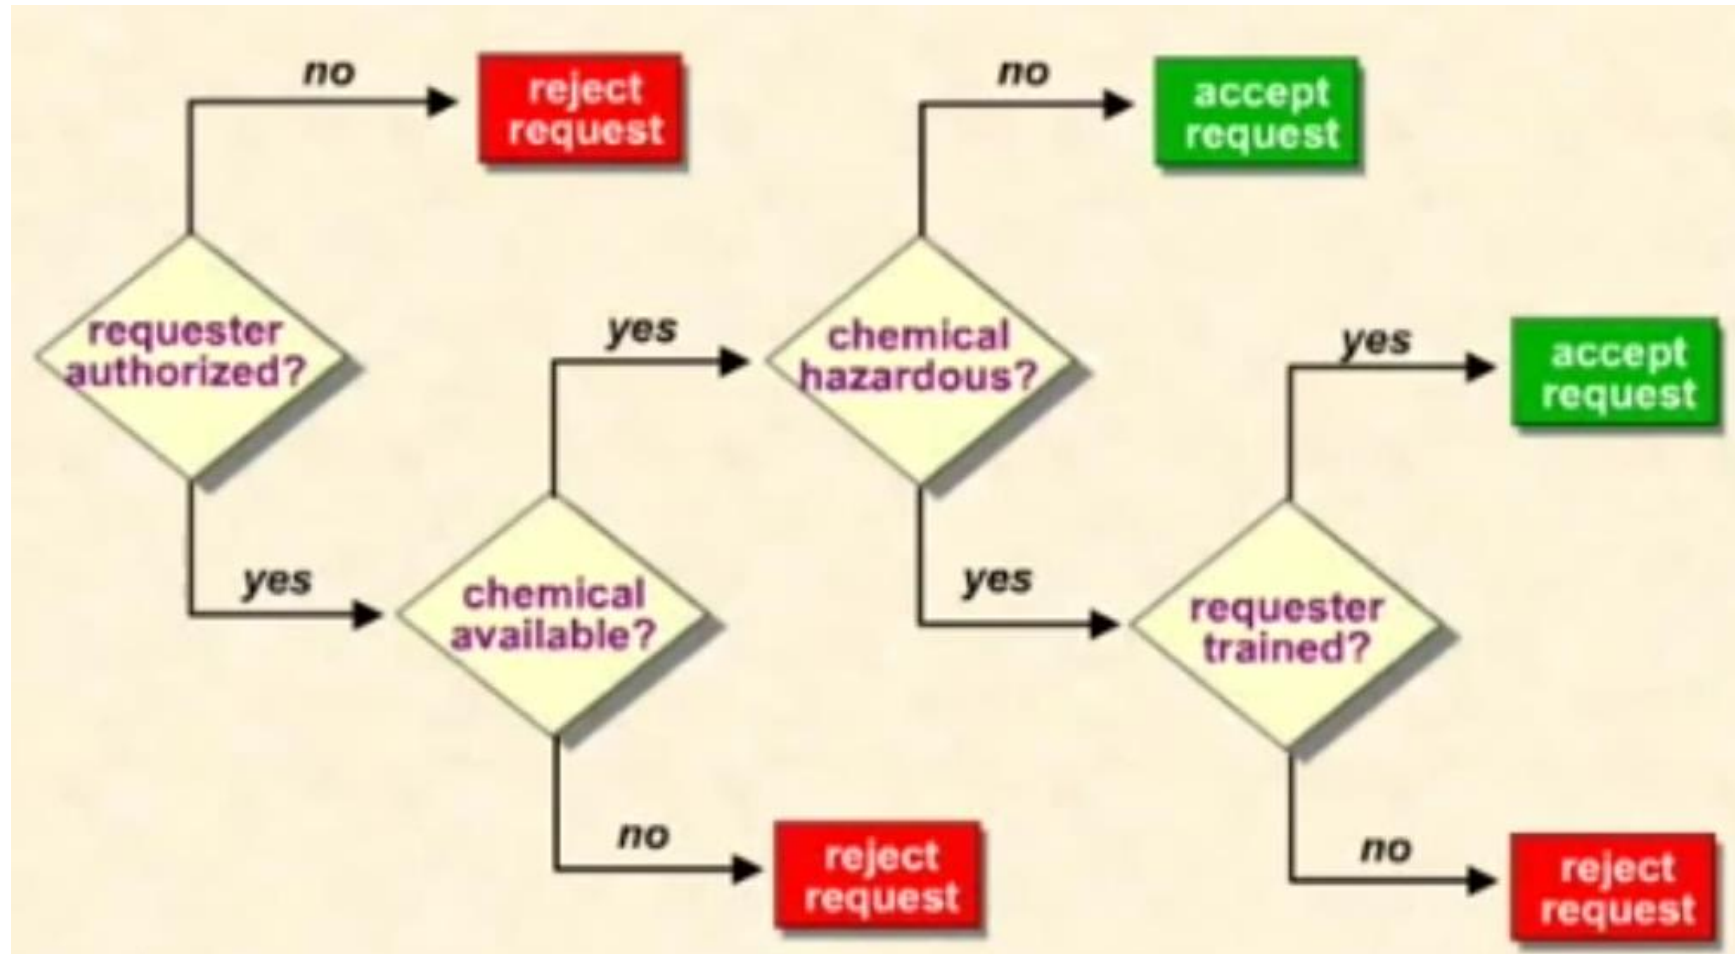 no
reject
request
requester
authorized?
yes
chemical
available?
yes
chemical
hazardous?
no
accept
request
yes
requester
trained?
yes
accept
request
no
reject
request
no
reject
request